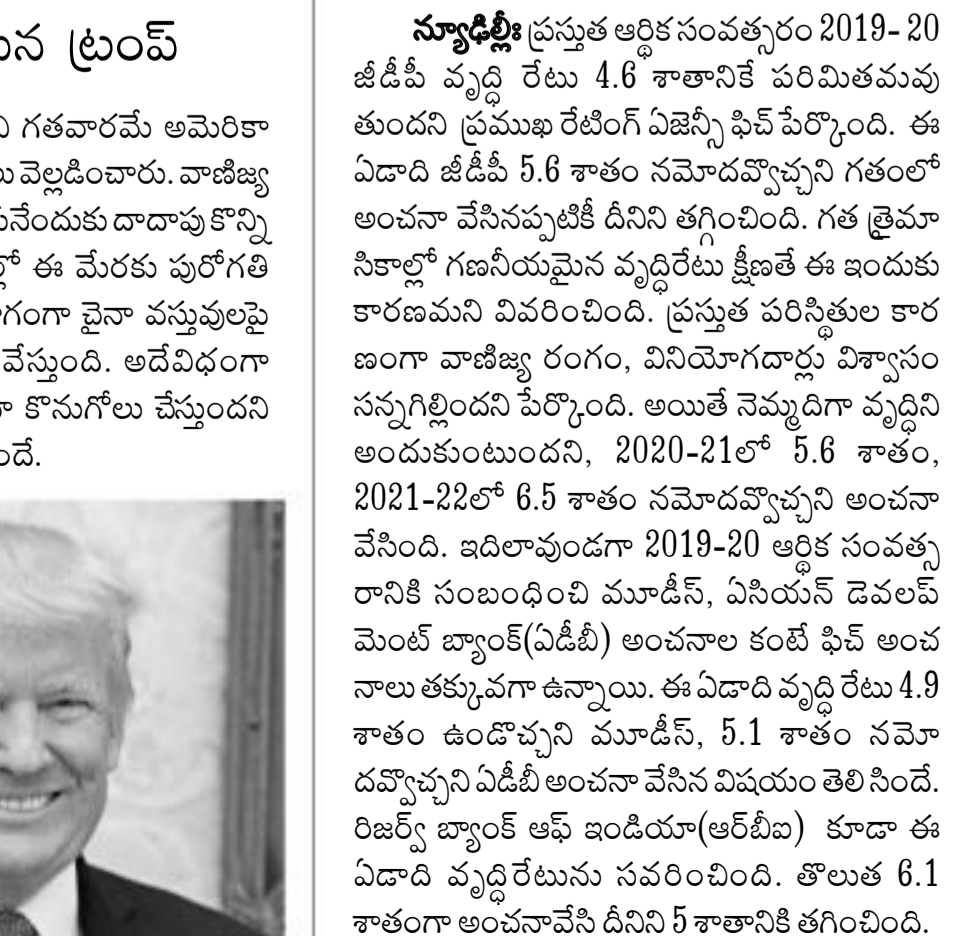 న ట్రంప్
గతవారమే అమెరికా
వెల్లడించారు. వాణిజ్య
దాదాపు కొన్ని
ఈ మేరకు పురోగతి
చైనా వస్తువులపై
వేస్తుంది. అదేవిధంగా
కొనుగోలు చేస్తుందని
న్యూఢిల్లీః ప్రస్తుత ఆర్థిక సంవత్సరం 2019- 20
జీడీపీ వృద్ధి రేటు 4.6 శాతానికే పరిమితమవు
తుందని ప్రముఖ రేటింగ్ ఏజెన్సీ ఫిచ్ పేర్కొంది. ఈ
ఏడాది జీడీపీ 5.6 శాతం నమోదవ్వొచ్చని గతంలో
అంచనా వేసినప్పటికీ దీనిని తగ్గించింది. గత త్రైమా
సికాల్లో గణనీయమైన వృద్ధిరేటు క్షీణతే ఈ ఇందుకు
కారణమని వివరించింది. ప్రస్తుత పరిస్థితుల కార
ణంగా వాణిజ్య రంగం, వినియోగదార్లు విశ్వాసం
సన్నగిల్లిందని పేర్కొంది. అయితే నెమ్మదిగా వృద్ధిని
అందుకుంటుందని, 2020-21లో 5.6 శాతం,
2021-22లో 6.5 శాతం నమోదవ్వొచ్చని అంచనా
వేసింది. ఇదిలావుండగా 2019-20 ఆర్థిక సంవత్స
రానికి సంబంధించి మూడీస్, ఏసియన్ డెవలప్
మెంట్ బ్యాంక్(ఏడీబీ) అంచనాల కంటే ఫిచ్ అంచ
నాలు తక్కువగా ఉన్నాయి. ఈ ఏడాది వృద్ధి రేటు 4.9
శాతం ఉండొచ్చని మూడీస్, 5.1 శాతం నమో
దవ్వొచ్చని ఏడీబీ అంచనా వేసిన విషయం తెలి సిందే.
రిజర్వ్ బ్యాంక్ ఆఫ్ ఇండియా(ఆర్‌బీఐ) కూడా ఈ
ఏడాది వృద్ధిరేటును సవరించింది. తొలుత 6.1
శాతంగా అంచనావేసి దీనిని 5 శాతానికి తగ్గించింది.